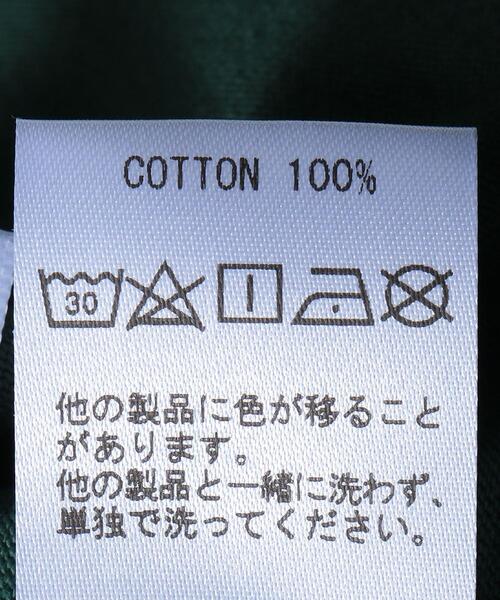 COTTON 100%
30
他の製品に色が移ること
があります。
他の製品と一緒に洗わず、
単独で洗ってください。